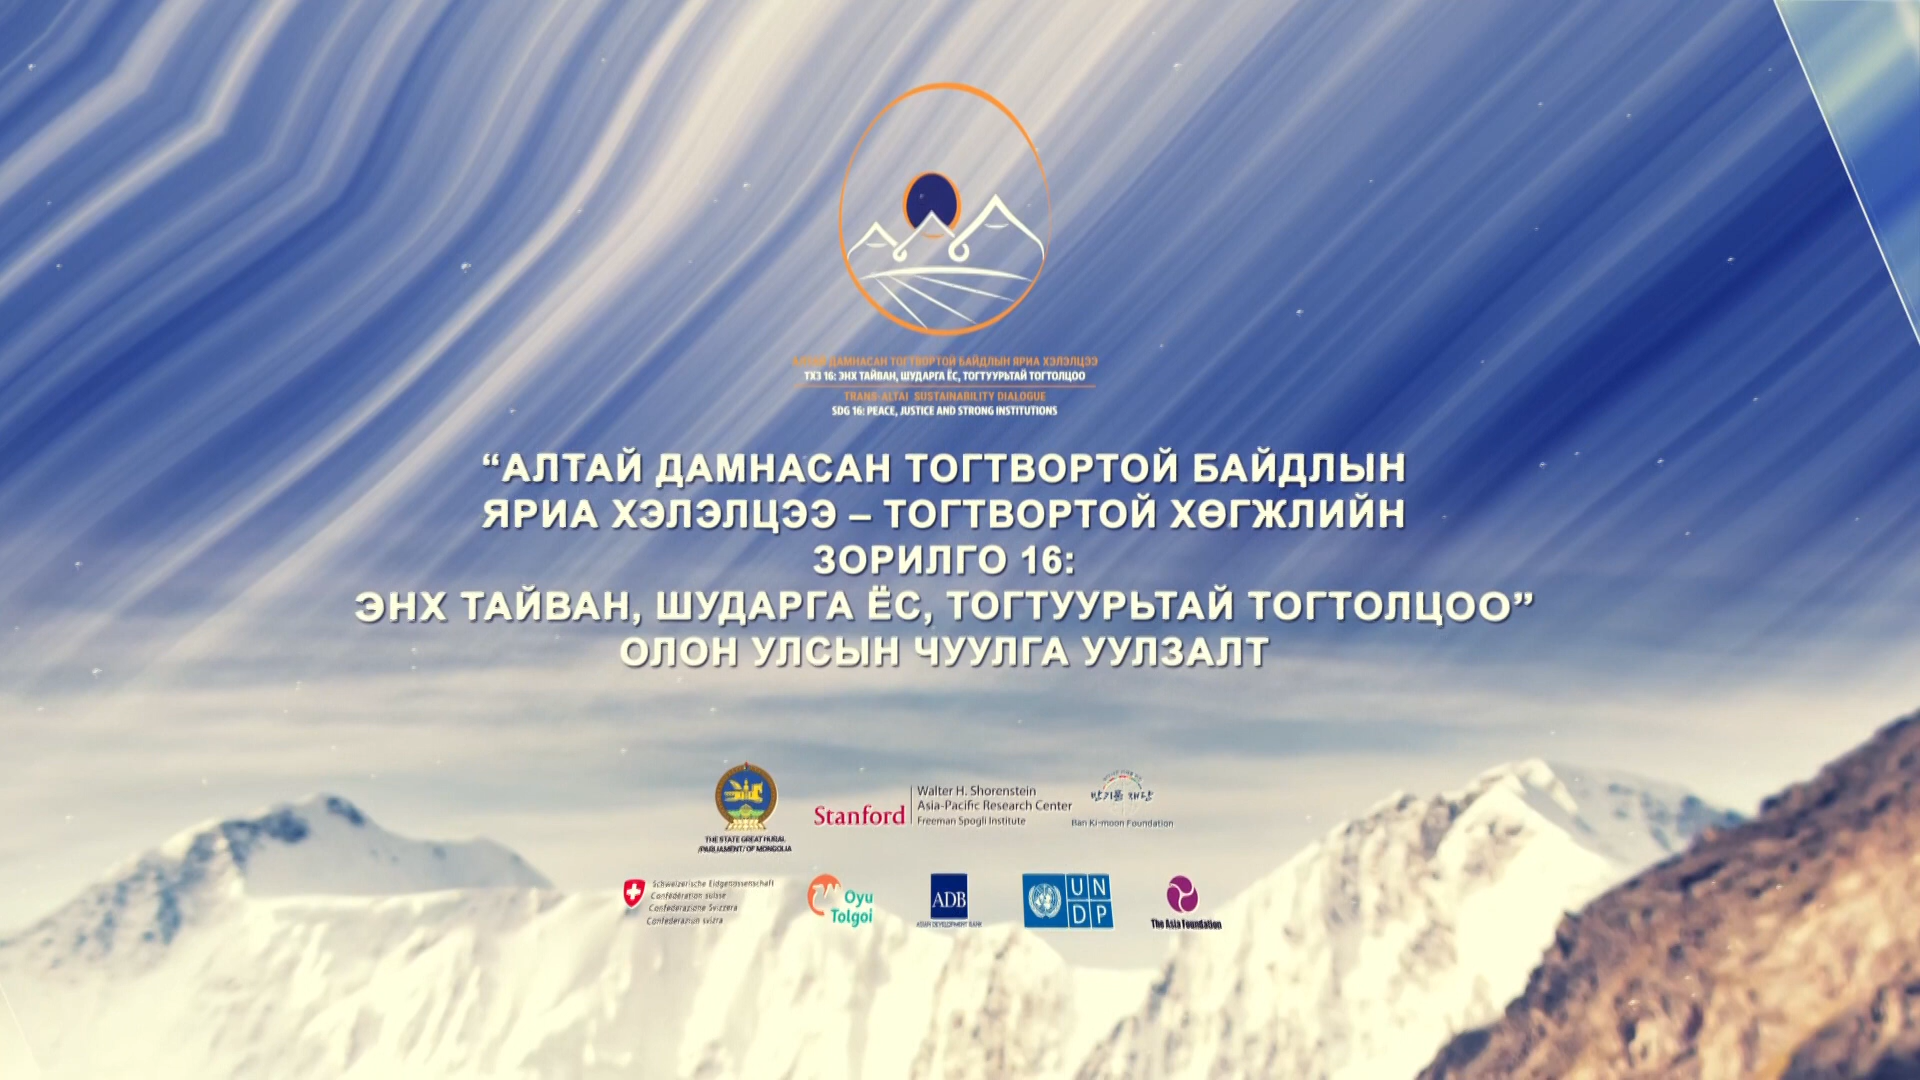 АЛТАЙ ДАМНАСАН ТОГТВОРТОЙ БАЙДЛЫН ЯРИА ХЭЛЭЛЦЭЭ
ТХЗ 16: ЭНХ ТАЙВАН, ШУДАРГА ЁС, ТОГТУУРЬТАЙ ТОГТОЛЦОО
TRANS-ALTAI SUSTAINABILITY DIALOGUE
SDG 16: PEACE, JUSTICE AND STRONG INSTITUTIONS
“АЛТАЙ ДАМНАСАН ТОГТВОРТОЙ БАЙДЛЫН
ЯРИА ХЭЛЭЛЦЭЭ – ТОГТВОРТОЙ ХӨГЖЛИЙН
ЗОРИЛГО 16:
ЭНХ ТАЙВАН, ШУДАРГА ЁС, ТОГТУУРЬТАЙ ТОГТОЛЦОО”
ОЛОН УЛСЫН ЧУУЛГА УУЛЗАЛТ
THE STATE GREAT HURAL
/PARLIAMENT/ OF MONGOLIA
Stanford
Walter H. Shorenstein
Asia-Pacific Research Center
Freeman Spogli Institute
반기문 재단
Ban Ki-moon Foundation
Schweizerische Eidgenossenschaft
Confédération suisse
Confederazione Svizzera
Confederaziun svizra
Oyu
Tolgoi
ADB
ASIAN DEVELOPMENT BANK
UN
DP
The Asia Foundation